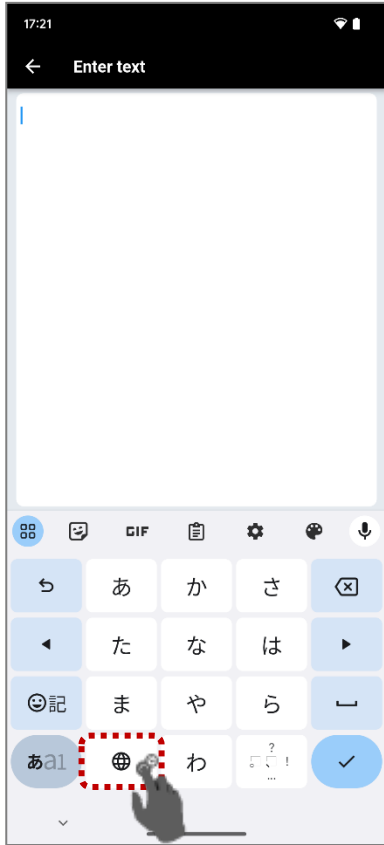 17:21
Enter text
GIF
あ か さ
た な は
記 ま や ら
あa1 わ 。?!…